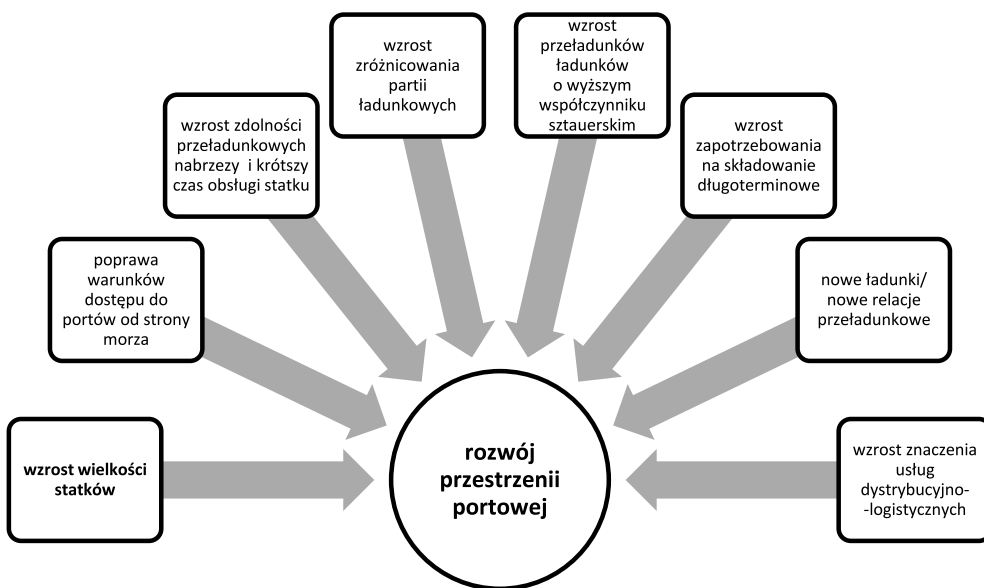 wzrost
zróżnicowania
partii
ładunkowych
wzrost
przeładunków
ładunków
o wyższym
współczynniku
sztauerskim
wzrost zdolności
przeładunkowych
nabrzezy i krótszy
czas obsługi statku
wzrost
zapotrzebowania
na składowanie
długoterminowe
poprawa
warunków
dostępu do
portów od strony
morza
nowe ładunki/
nowe relacje
przeładunkowe
wzrost wielkości
statków
rozwój
przestrzenii
portowej
wzrost znaczenia
usług
dystrybucyjno-
-logistycznych